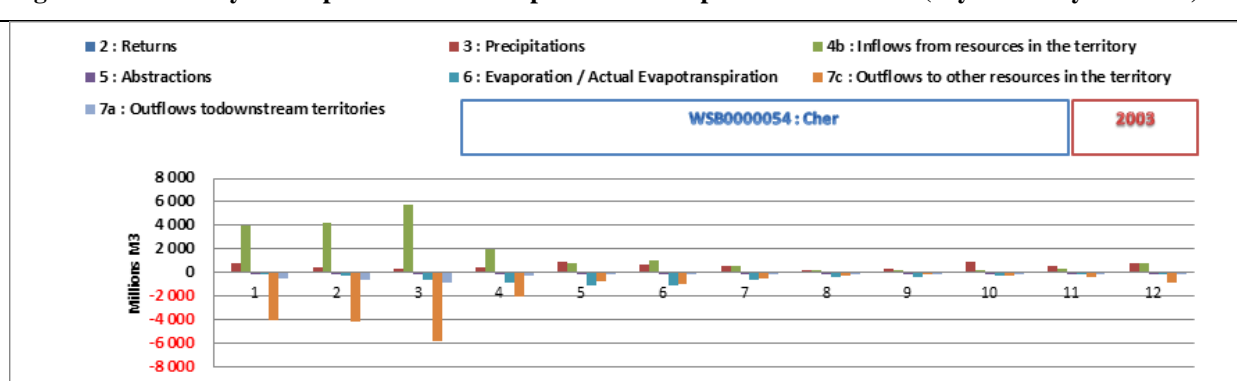 2 : Returns
3 : Precipitations
4b : Inflows from resources in the territory
5 : Abstractions
6 : Evaporation / Actual Evapotranspiration
7c : Outflows to other resources in the territory
7a : Outflows todownstream territories
WSB0000054 : Cher
2003
8 000
6 000
4 000
2 000
0
-2 000
-4 000
-6 000
-8 000
Millions M3
1 2 3 4 5 6 7 8 9 10 11 12